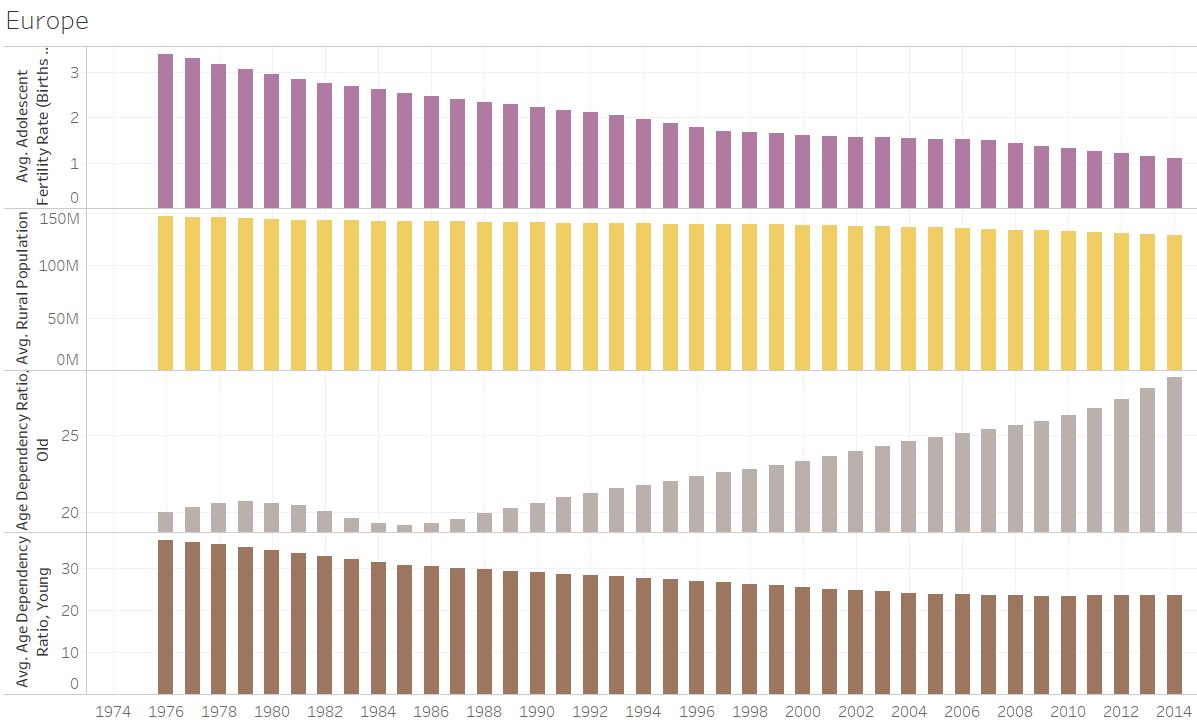 Europe
Avg. Adolescent
Fertility Rate (Births ..
3
2
1
0
Avg. Rural Population
150M
100M
50M
0M
Age Dependency Ratio,
Old
25
20
Avg. Age Dependency
Ratio, Young
30
20
10
0
1974 1976 1978 1980 1982 1984 1986 1988 1990 1992 1994 1996 1998 2000 2002 2004 2006 2008 2010 2012 2014